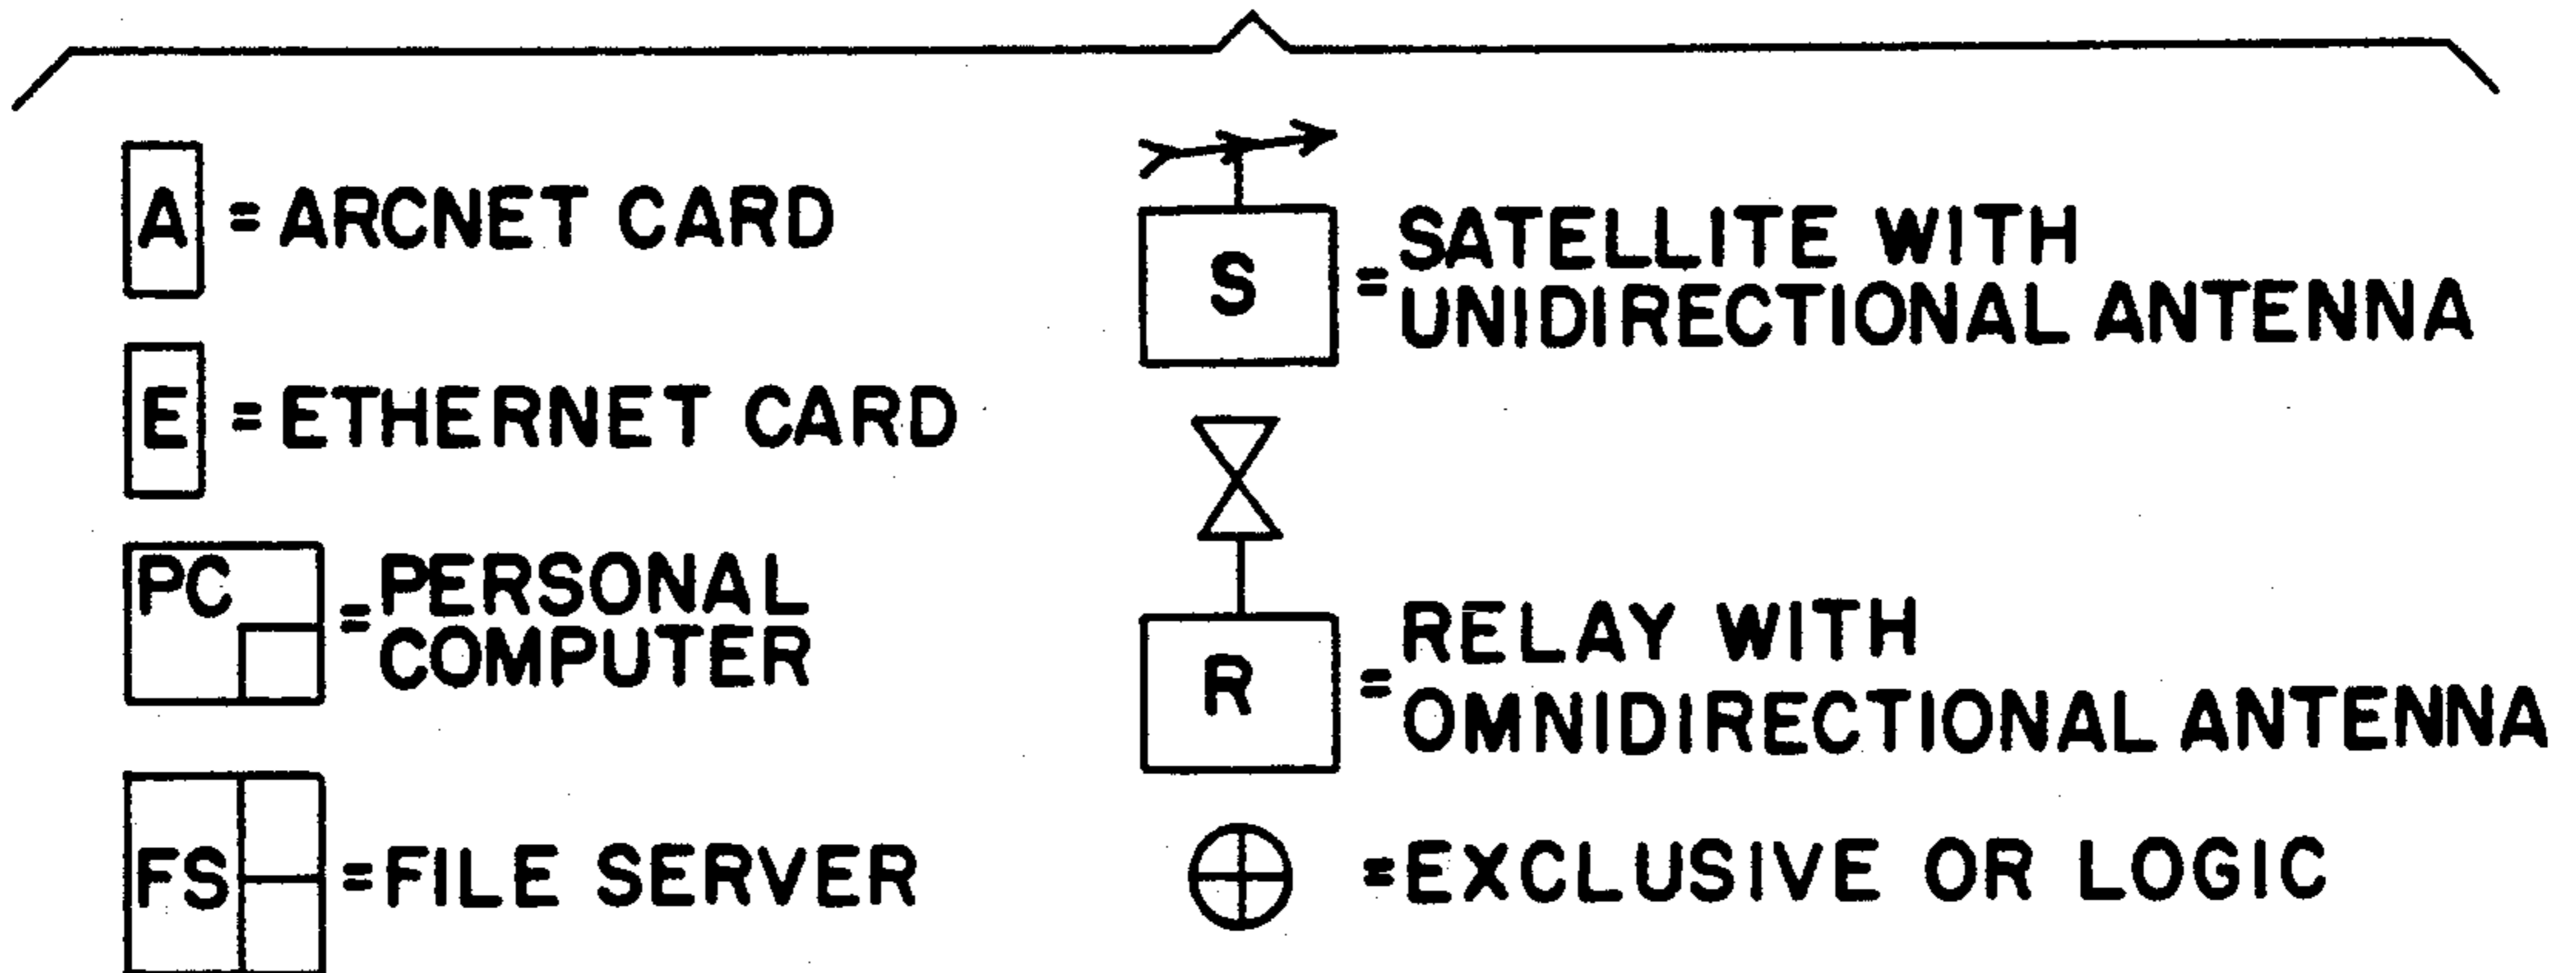 A = ARCNET CARD
E = ETHERNET CARD
PC = PERSONAL
COMPUTER
FS = FILE SERVER
S = SATELLITE WITH
UNIDIRECTIONAL ANTENNA
R = RELAY WITH
OMNIDIRECTIONAL ANTENNA
= EXCLUSIVE OR LOGIC